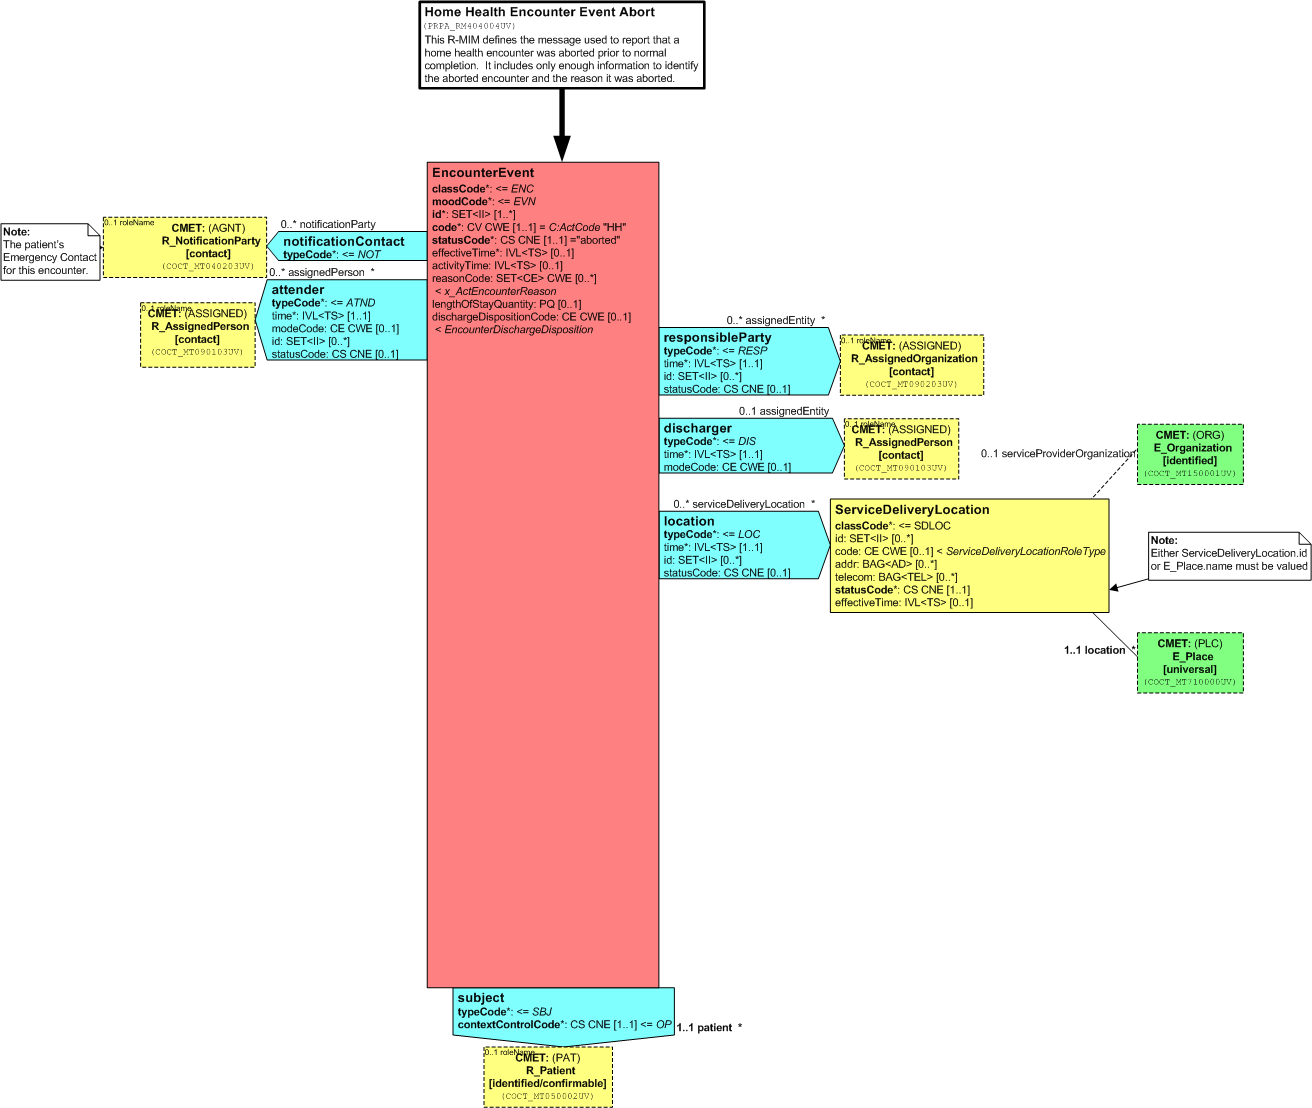 Home Health Encounter Event Abort
(PRPA_RM404004UV)
This R-MIM defines the message used to report that a
home health encounter was aborted prior to normal
completion.  It includes only enough information to identify
the aborted encounter and the reason it was aborted.
EncounterEvent
classCode*: <= ENC
moodCode*: <= EVN
id*: SET<II> [1..*]
code*: CV CWE [1..1] = C:ActCode "HH"
statusCode*: CS CNE [1..1] ="aborted"
effectiveTime*: IVL<TS> [0..1]
activityTime: IVL<TS> [0..1]
reasonCode: SET<CE> CWE [0..*]
< x_ActEncounterReason
lengthOfStayQuantity: PQ [0..1]
dischargeDispositionCode: CE CWE [0..1]
< EncounterDischargeDisposition
Note:
The patient's
Emergency Contact
for this encounter.
0..1 roleName
CMET: (AGNT)
R_NotificationParty
[contact]
(COCT_MT040203UV)
0..* notificationParty
notificationContact
typeCode*: <= NOT
0..* assignedPerson  *
attender
typeCode*: <= ATND
time*: IVL<TS> [1..1]
modeCode: CE CWE [0..1]
id: SET<II> [0..*]
statusCode: CS CNE [0..1]
0..1 roleName
CMET: (ASSIGNED)
R_AssignedPerson
[contact]
(COCT_MT090103UV)
0..* assignedEntity  *
responsibleParty
typeCode*: <= RESP
time*: IVL<TS> [1..1]
id: SET<II> [0..*]
statusCode: CS CNE [0..1]
0..1 roleName
CMET: (ASSIGNED)
R_AssignedOrganization
[contact]
(COCT_MT090203UV)
0..1 assignedEntity
discharger
typeCode*: <= DIS
time*: IVL<TS> [1..1]
modeCode: CE CWE [0..1]
0..1 roleName
CMET: (ASSIGNED)
R_AssignedPerson
[contact]
(COCT_MT090103UV)
0..* serviceDeliveryLocation  *
location
typeCode*: <= LOC
time*: IVL<TS> [1..1]
id: SET<II> [0..*]
statusCode: CS CNE [0..1]
ServiceDeliveryLocation
classCode*: <= SDLOC
id: SET<II> [0..*]
code: CE CWE [0..1] < ServiceDeliveryLocationRoleType
addr: BAG<AD> [0..*]
telecom: BAG<TEL> [0..*]
statusCode*: CS CNE [1..1]
effectiveTime: IVL<TS> [0..1]
0..1 serviceProviderOrganization
CMET: (ORG)
E_Organization
[identified]
(COCT_MT150001UV)
Note:
Either ServiceDeliveryLocation.id
or E_Place.name must be valued
1..1 location  *
CMET: (PLC)
E_Place
[universal]
(COCT_MT710000UV)
subject
typeCode*: <= SBJ
contextControlCode*: CS CNE [1..1] <= OP
1..1 patient  *
0..1 roleName
CMET: (PAT)
R_Patient
[identified/confirmable]
(COCT_MT050002UV)